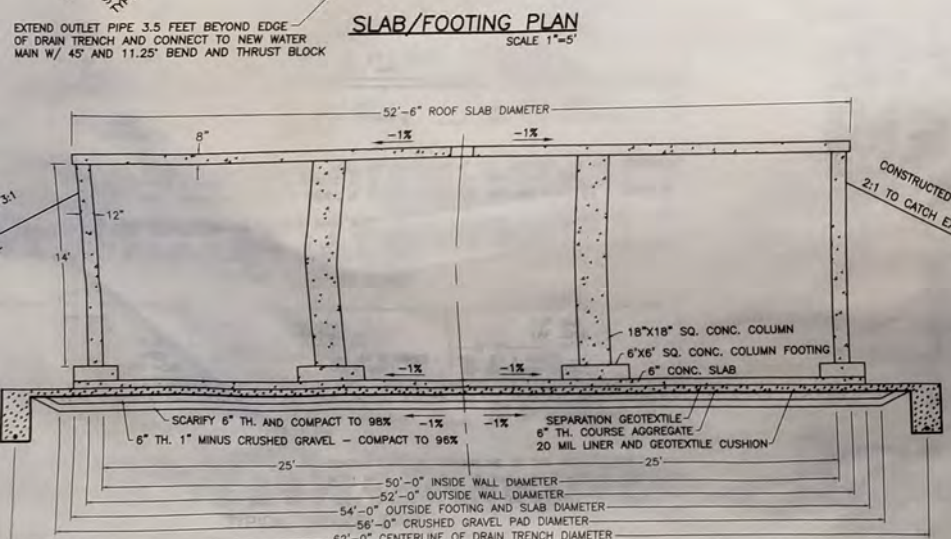 EXTEND OUTLET PIPE 3.5 FEET BEYOND EDGE
OF DRAIN TRENCH AND CONNECT TO NEW WATER
MAIN W/ 45° AND 11.25° BEND AND THRUST BLOCK
SLAB/FOOTING PLAN
SCALE 1"=5'
52'-6" ROOF SLAB DIAMETER
8"
-1%
-1%
3:1
CONSTRUCTED
2:1 TO CATCH
12"
14'
18"X18" SQ. CONC. COLUMN
6'X6' SQ. CONC. COLUMN FOOTING
6" CONC. SLAB
-1%
-1%
SCARIFY 6" TH. AND COMPACT TO 98%
-1%
-1%
SEPARATION GEOTEXTILE
6" TH. COURSE AGGREGATE
6" TH. 1" MINUS CRUSHED GRAVEL - COMPACT TO 96%
20 MIL LINER AND GEOTEXTILE CUSHION
25'
25'
50'-0" INSIDE WALL DIAMETER
52'-0" OUTSIDE WALL DIAMETER
54'-0" OUTSIDE FOOTING AND SLAB DIAMETER
56'-0" CRUSHED GRAVEL PAD DIAMETER
62'-0" CENTERLINE OF DRAIN TRENCH DIAMETER